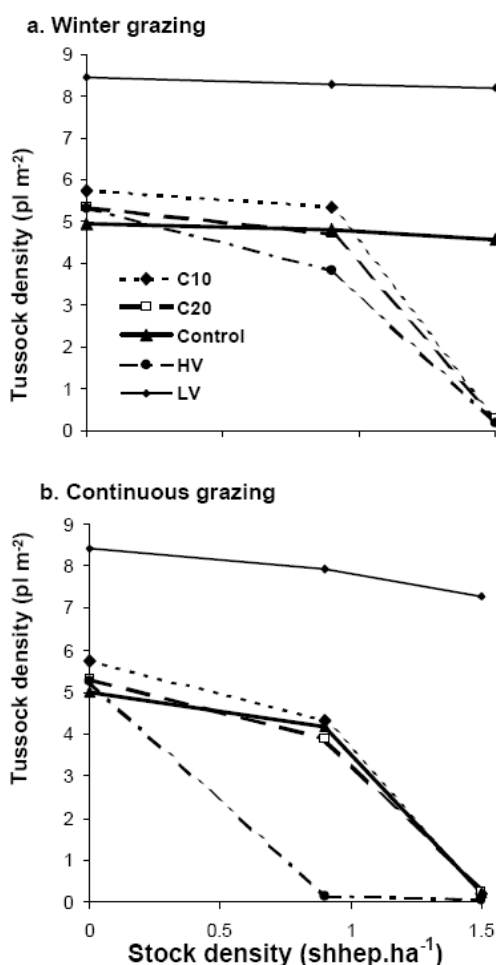 a. Winter grazing
9
8
7
6
5
4
3
2
1
0
Tussock density (pl m⁻²)
C10
C20
Control
HV
LV
b. Continuous grazing
9
8
7
6
5
4
3
2
1
0
Tussock density (pl m⁻²)
0 0.5 1 1.5
Stock density (shhep.ha⁻¹)